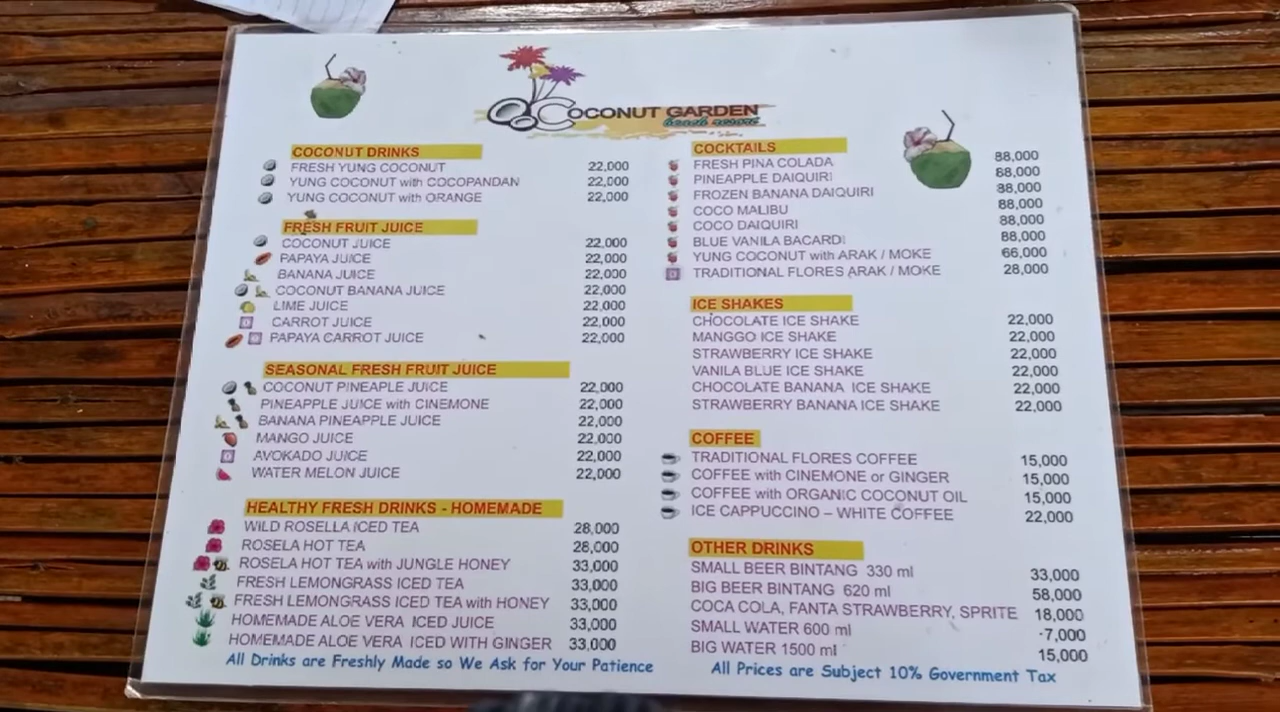 COCONUT GARDEN
beach resort
COCONUT DRINKS
FRESH YUNG COCONUT 22,000
YUNG COCONUT with COCOPANDAN 22,000
YUNG COCONUT with ORANGE 22,000
FRESH FRUIT JUICE
COCONUT JUICE 22,000
PAPAYA JUICE 22,000
BANANA JUICE 22,000
COCONUT BANANA JUICE 22,000
LIME JUICE 22,000
CARROT JUICE 22,000
PAPAYA CARROT JUICE 22,000
SEASONAL FRESH FRUIT JUICE
COCONUT PINEAPLE JUICE 22,000
PINEAPPLE JUICE with CINEMONE 22,000
BANANA PINEAPPLE JUICE 22,000
MANGO JUICE 22,000
AVOKADO JUICE 22,000
WATER MELON JUICE 22,000
HEALTHY FRESH DRINKS - HOMEMADE
WILD ROSELLA ICED TEA 28,000
ROSELA HOT TEA 28,000
ROSELA HOT TEA with JUNGLE HONEY 33,000
FRESH LEMONGRASS ICED TEA 33,000
FRESH LEMONGRASS ICED TEA with HONEY 33,000
HOMEMADE ALOE VERA ICED JUICE 33,000
HOMEMADE ALOE VERA ICED WITH GINGER 33,000
All Drinks are Freshly Made so We Ask for Your Patience
COCKTAILS
FRESH PINA COLADA 88,000
PINEAPPLE DAIQUIRI 88,000
FROZEN BANANA DAIQUIRI 88,000
COCO MALIBU 88,000
COCO DAIQUIRI 88,000
BLUE VANILA BACARDI 88,000
YUNG COCONUT with ARAK / MOKE 66,000
TRADITIONAL FLORES ARAK / MOKE 28,000
ICE SHAKES
CHOCOLATE ICE SHAKE 22,000
MANGGO ICE SHAKE 22,000
STRAWBERRY ICE SHAKE 22,000
VANILA BLUE ICE SHAKE 22,000
CHOCOLATE BANANA ICE SHAKE 22,000
STRAWBERRY BANANA ICE SHAKE 22,000
COFFEE
TRADITIONAL FLORES COFFEE 15,000
COFFEE with CINEMONE or GINGER 15,000
COFFEE with ORGANIC COCONUT OIL 15,000
ICE CAPPUCCINO – WHITE COFFEE 22,000
OTHER DRINKS
SMALL BEER BINTANG 330 ml 33,000
BIG BEER BINTANG 620 ml 58,000
COCA COLA, FANTA STRAWBERRY, SPRITE 18,000
SMALL WATER 600 ml 7,000
BIG WATER 1500 ml 15,000
All Prices are Subject 10% Government Tax